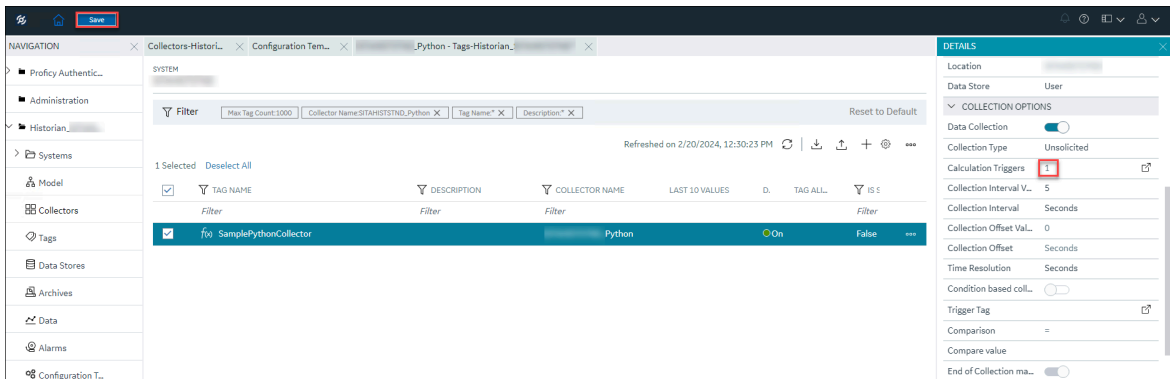 Save
NAVIGATION
Collectors-Histori...
Configuration Tem...
_Python - Tags-Historian_
DETAILS
Proficy Authentic...
Administration
Historian_
Systems
Model
Collectors
Tags
Data Stores
Archives
Data
Alarms
Configuration T...
SYSTEM
Filter
Max Tag Count:1000
Collector Name:SITAHISTSTND_Python
Tag Name:*
Description:*
Reset to Default
Refreshed on 2/20/2024, 12:30:23 PM
1 Selected Deselect All
TAG NAME DESCRIPTION COLLECTOR NAME LAST 10 VALUES D. TAG ALI... IS S
Filter Filter Filter Filter
f(x) SamplePythonCollector _Python On False
Location
Data Store User
COLLECTION OPTIONS
Data Collection
Collection Type Unsolicited
Calculation Triggers 1
Collection Interval V... 5
Collection Interval Seconds
Collection Offset Val... 0
Collection Offset Seconds
Time Resolution Seconds
Condition based coll...
Trigger Tag
Comparison =
Compare value
End of Collection ma...